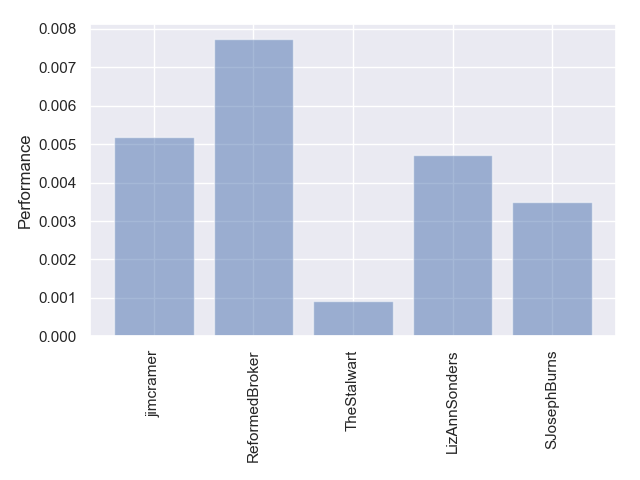 0.008
0.007
0.006
0.005
0.004
0.003
0.002
0.001
0.000
Performance
jimcramer
ReformedBroker
TheStalwart
LizAnnSonders
SJosephBurns